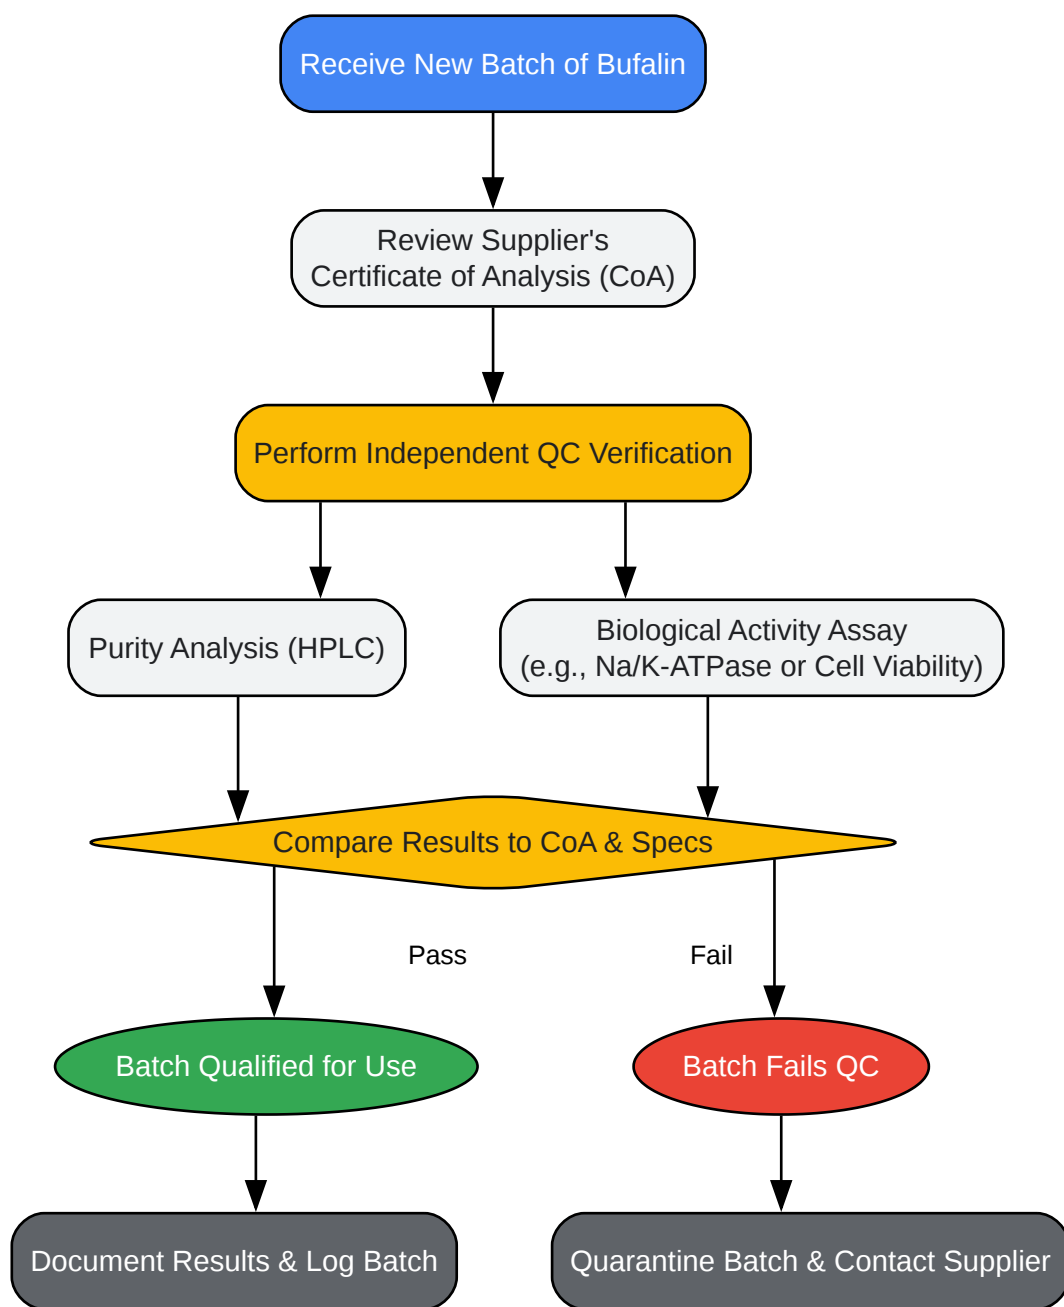 Receive New Batch of Bufalin
Review Supplier's
Certificate of Analysis (CoA)
Perform Independent QC Verification
Purity Analysis (HPLC)
Biological Activity Assay
(e.g., Na/K-ATPase or Cell Viability)
Compare Results to CoA & Specs
Pass
Fail
Batch Qualified for Use
Batch Fails QC
Document Results & Log Batch
Quarantine Batch & Contact Supplier